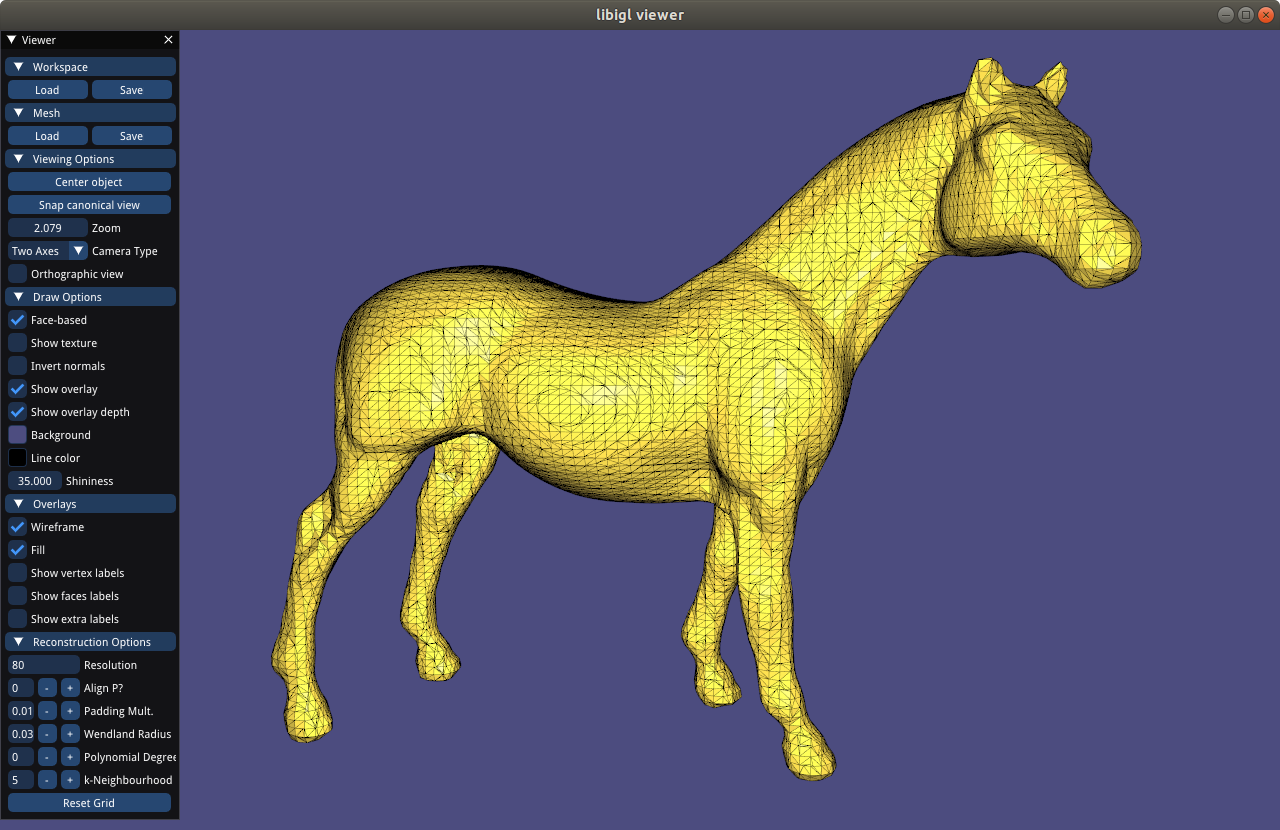 libigl viewer
Viewer
Workspace
Load Save
Mesh
Load Save
Viewing Options
Center object
Snap canonical view
2.079 Zoom
Two Axes Camera Type
Orthographic view
Draw Options
Face-based
Show texture
Invert normals
Show overlay
Show overlay depth
Background
Line color
35.000 Shininess
Overlays
Wireframe
Fill
Show vertex labels
Show faces labels
Show extra labels
Reconstruction Options
80 Resolution
0 - + Align P?
0.01 - + Padding Mult.
0.03 - + Wendland Radius
0 - + Polynomial Degree
5 - + k-Neighbourhood
Reset Grid